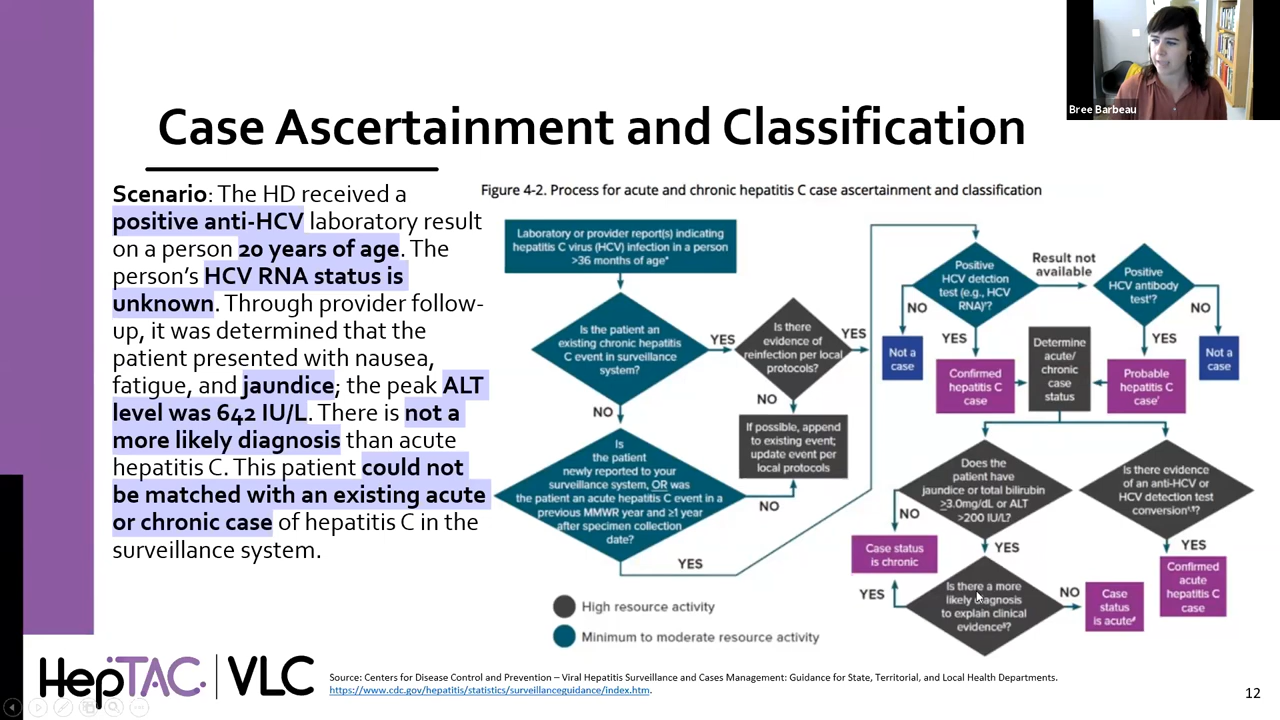 Bree Barbeau
Case Ascertainment and Classification
Scenario: The HD received a
positive anti-HCV laboratory result
on a person 20 years of age. The
person's HCV RNA status is
unknown. Through provider follow-
up, it was determined that the
patient presented with nausea,
fatigue, and jaundice; the peak ALT
level was 642 IU/L. There is not a
more likely diagnosis than acute
hepatitis C. This patient could not
be matched with an existing acute
or chronic case of hepatitis C in the
surveillance system.
Figure 4-2. Process for acute and chronic hepatitis C case ascertainment and classification
Laboratory or provider report(s) indicating
hepatitis C virus (HCV) infection in a person
>36 months of age*
Is the patient an
existing chronic hepatitis
C event in surveillance
system?
YES
Is there
evidence of
reinfection per local
protocols?
YES
NO
NO
If possible, append
to existing event;
update event per
local protocols
Is
the patient
newly reported to your
surveillance system, OR was
the patient an acute hepatitis C event in a
previous MMWR year and ≥1 year
after specimen collection
date?
NO
YES
Positive
HCV detction
test (e.g., HCV
RNA)†?
Result not
available
Positive
HCV antibody
test†?
NO
YES
YES
NO
Not a
case
Confirmed
hepatitis C
case
Determine
acute/
chronic
case
status
Probable
hepatitis C
case
Not a
case
Does the
patient have
jaundice or total bilirubin
≥3.0mg/dL or ALT
>200 IU/L?
Is there evidence
of an anti-HCV or
HCV detection test
conversion
NO
YES
YES
Case status
is chronic
Confirmed
acute
hepatitis C
case
YES
Is there a more
likely diagnosis
to explain clinical
evidence§?
NO
Case
status
is acute
High resource activity
Minimum to moderate resource activity
HepTAC | VLC
Source: Centers for Disease Control and Prevention – Viral Hepatitis Surveillance and Cases Management: Guidance for State, Territorial, and Local Health Departments.
https://www.cdc.gov/hepatitis/statistics/surveillanceguidance/index.htm.
12